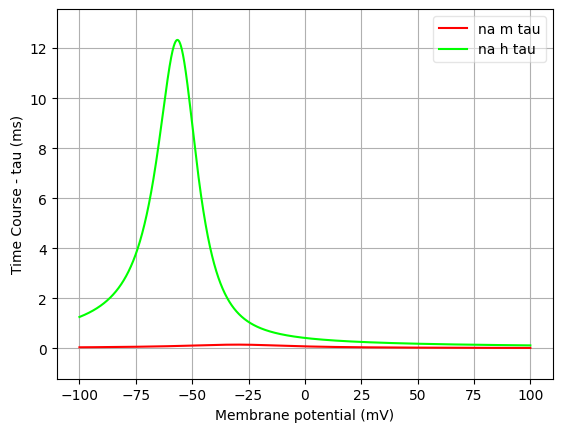 na m tau
na h tau
Time Course - tau (ms)
12
10
8
6
4
2
0
−100 −75 −50 −25 0 25 50 75 100
Membrane potential (mV)